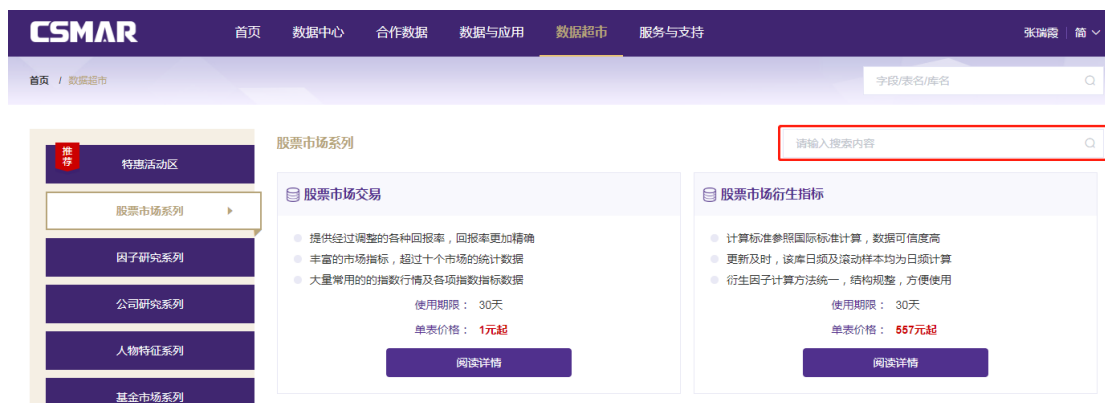 CSMAR 首页 数据中心 合作数据 数据与应用 数据超市 服务与支持 张瑞霞 简
首页 / 数据超市 字段/表名/库名
推荐
特惠活动区
股票市场系列
因子研究系列
公司研究系列
人物特征系列
基金市场系列
股票市场系列 请输入搜索内容
股票市场交易
提供经过调整的各种回报率，回报率更加精确
丰富的市场指标，超过十个市场的统计数据
大量常用的的指数行情及各项指数指标数据
使用期限： 30天
单表价格： 1元起
阅读详情
股票市场衍生指标
计算标准参照国际标准计算，数据可信度高
更新及时，该库日频及滚动样本均为日频计算
衍生因子计算方法统一，结构规整，方便使用
使用期限： 30天
单表价格： 557元起
阅读详情